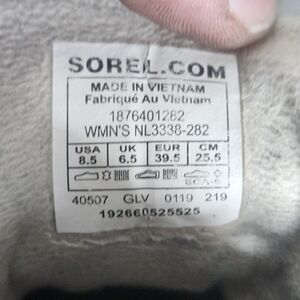 SOREL.COM
MADE IN VIETNAM
Fabriqué Au Vietnam
1876401282
WMN'S NL3338-282
USA UK EUR CM
8.5 6.5 39.5 25.5
40507 GLV 0119 219
192660525525